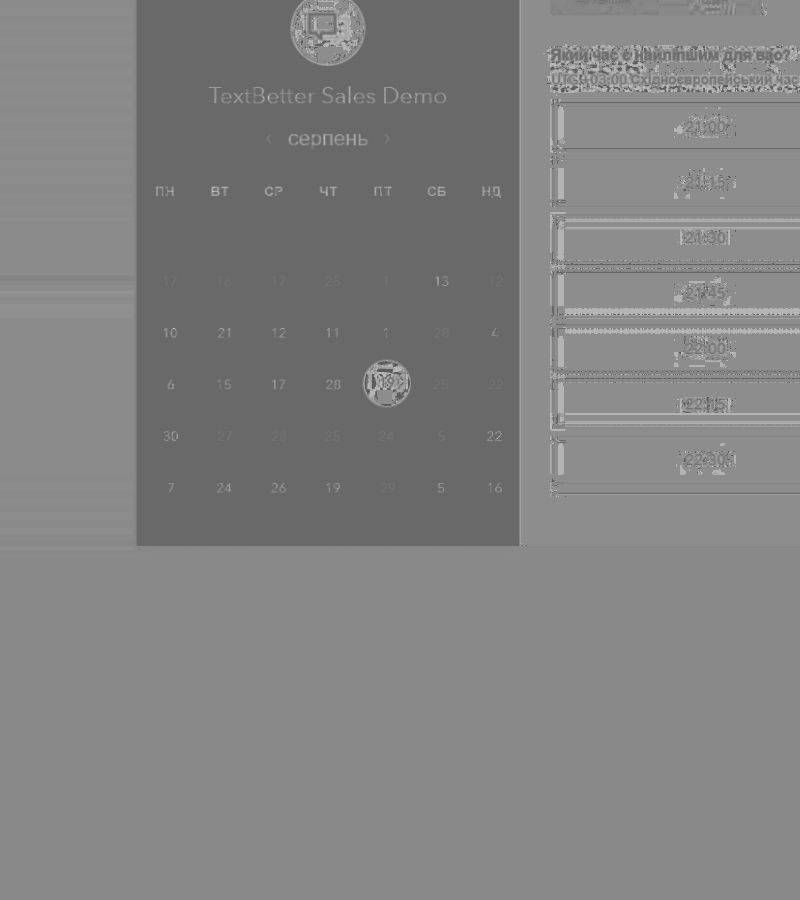 TextBetter Sales Demo
серпень
ПН ВТ СР ЧТ ПТ СБ НД
17 16 17 25 1 13 12
10 21 12 11 1 28 4
6 15 17 28 19 25 22
30 27 28 25 24 5 22
7 24 26 19 29 5 16
Який час є найліпшим для вас?
UTC +03:00 Східноєвропейський час
21:00
21:15
21:30
21:45
22:00
22:15
22:30